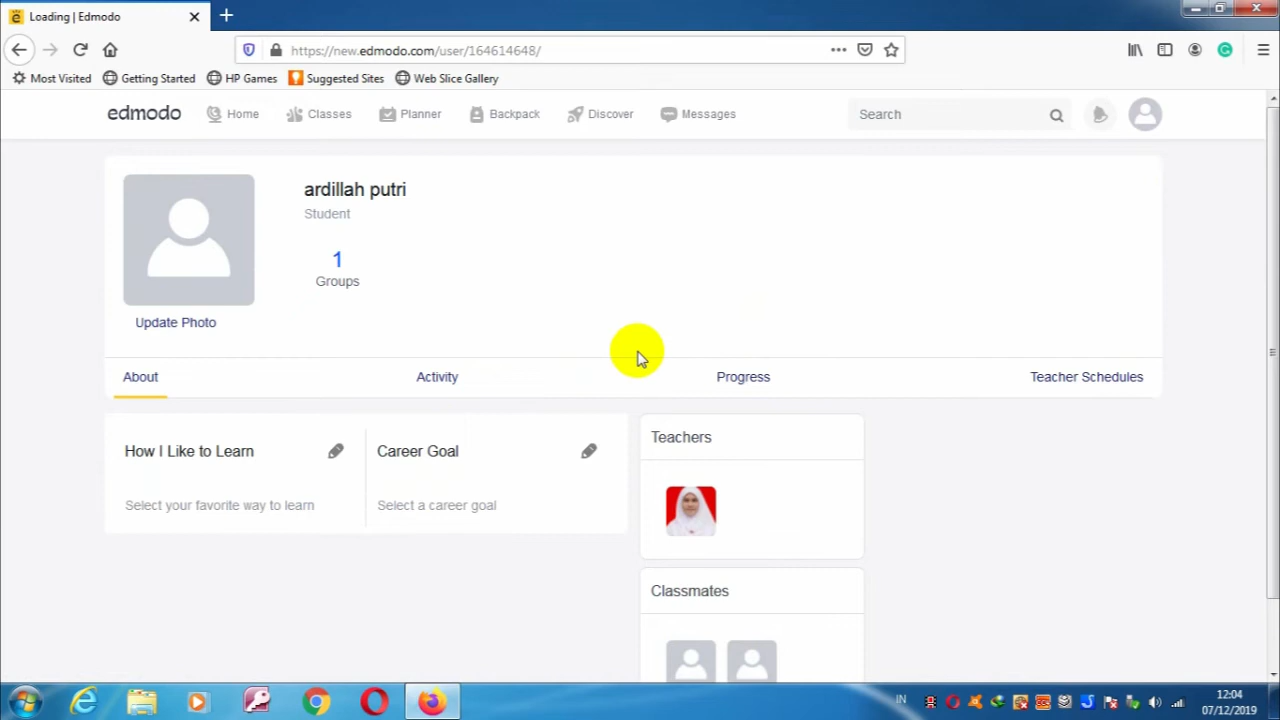 Loading | Edmodo
https://new.edmodo.com/user/164614648/
Most Visited Getting Started HP Games Suggested Sites Web Slice Gallery
edmodo Home Classes Planner Backpack Discover Messages Search
ardillah putri
Student
1
Groups
Update Photo
About Activity Progress Teacher Schedules
How I Like to Learn Career Goal
Select your favorite way to learn Select a career goal
Teachers
Classmates
IN 12:04
07/12/2019